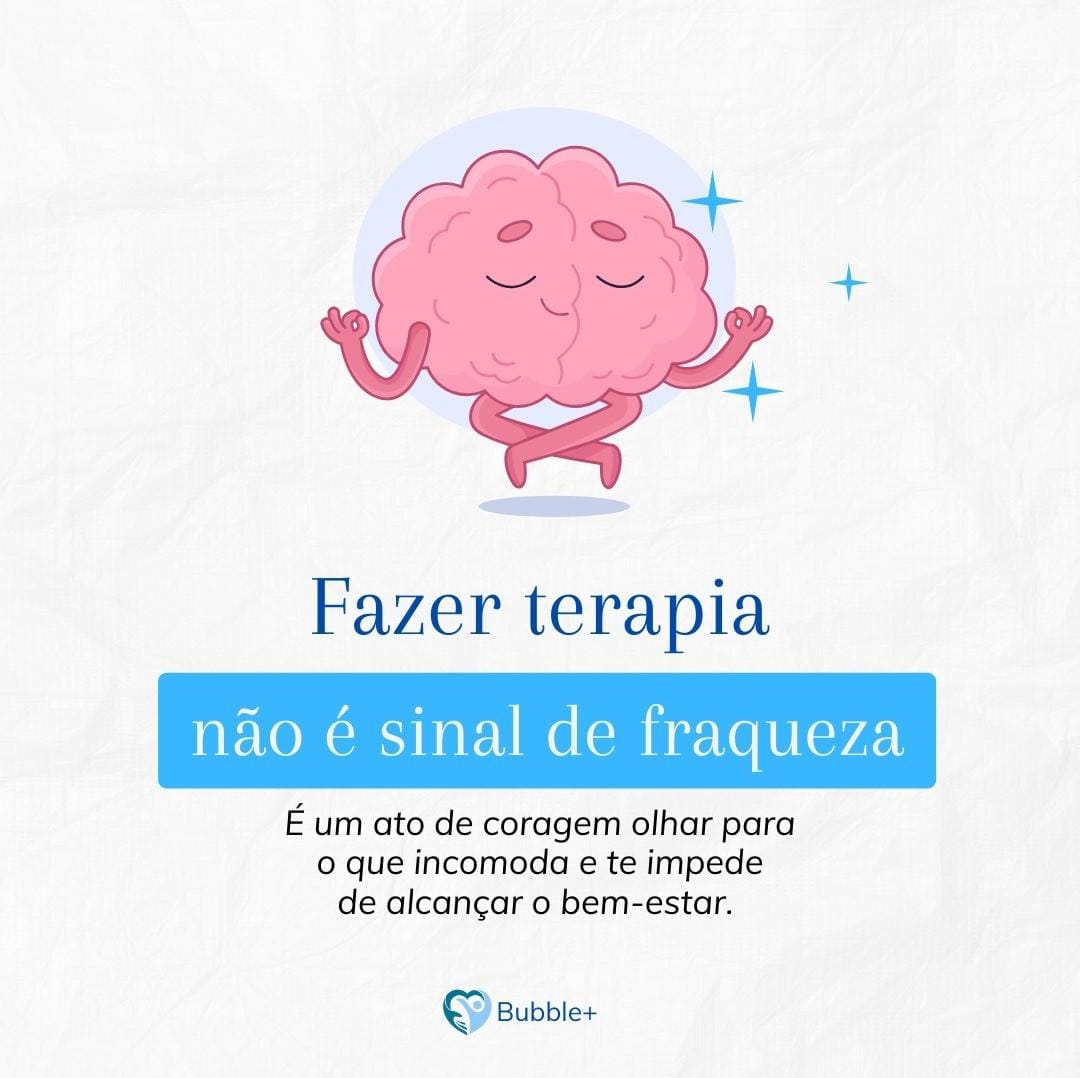 Fazer terapia
não é sinal de fraqueza
É um ato de coragem olhar para
o que incomoda e te impede
de alcançar o bem-estar.
Bubble+